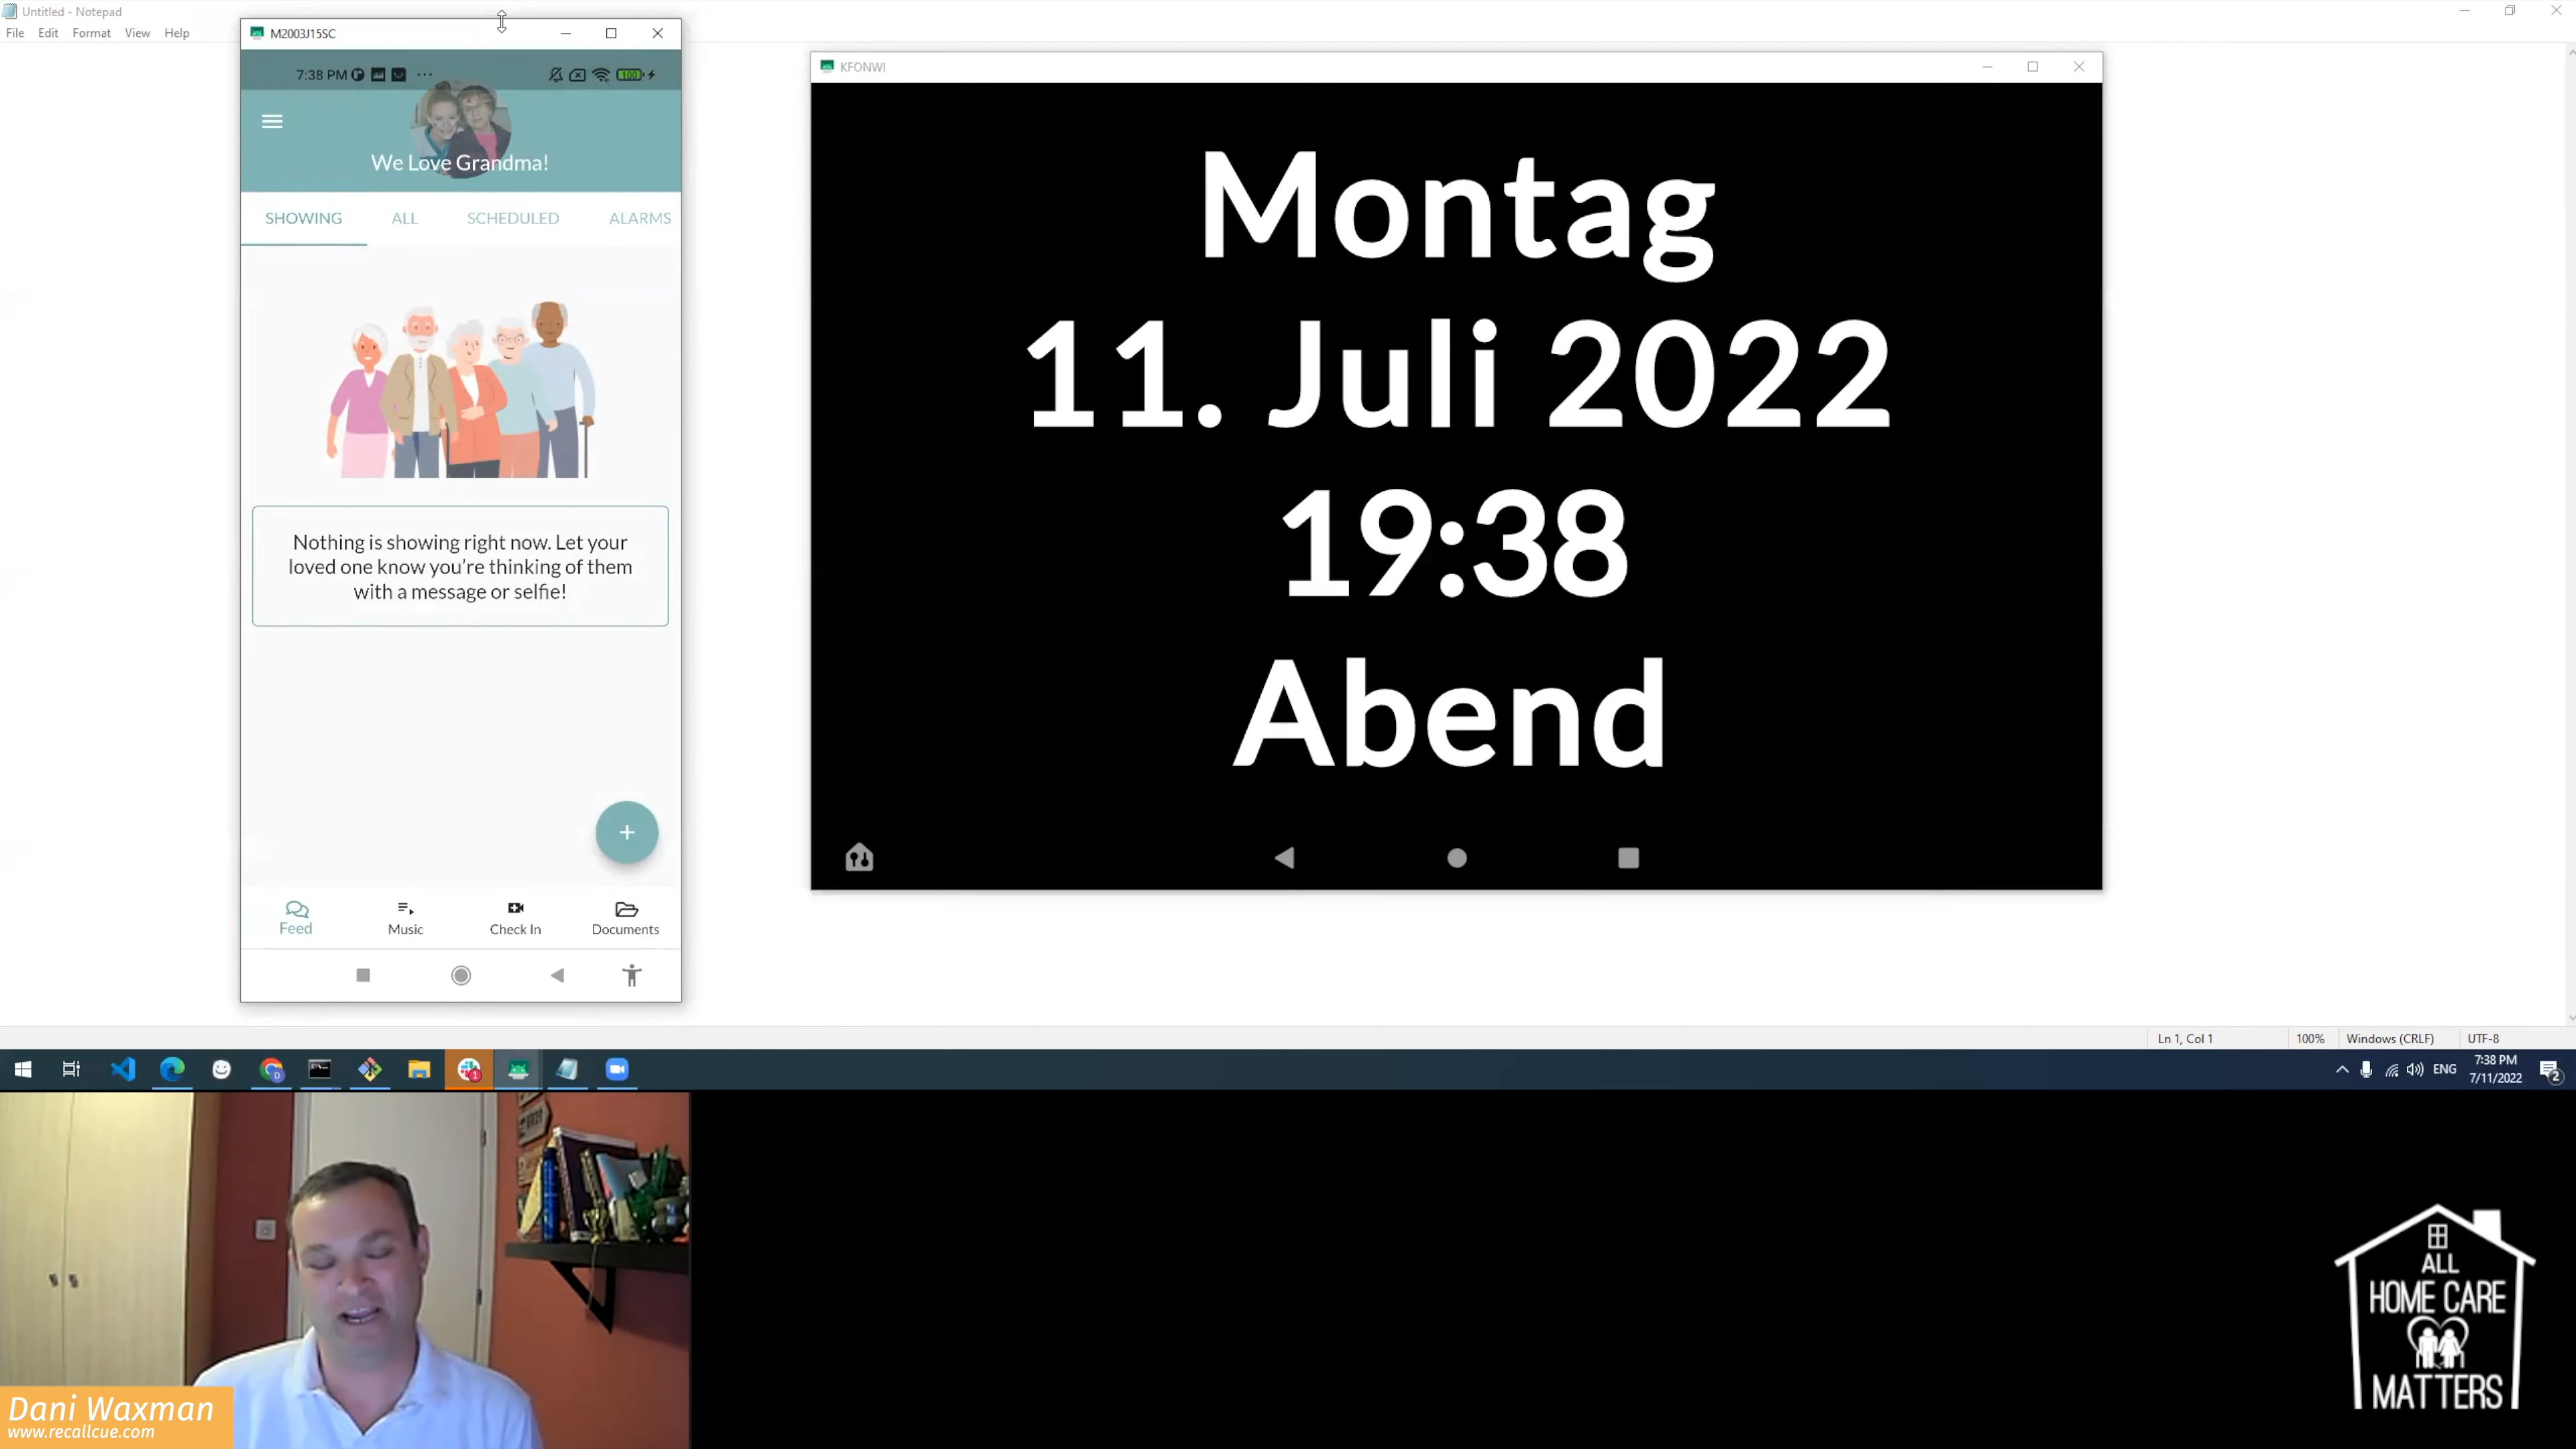 Untitled - Notepad
File Edit Format View Help
M2003J15SC
7:38 PM
100
We Love Grandma!
SHOWING ALL SCHEDULED ALARMS
Nothing is showing right now. Let your
loved one know you're thinking of them
with a message or selfie!
+
Feed Music Check In Documents
KFONWI
Montag
11. Juli 2022
19:38
Abend
Ln 1, Col 1 100% Windows (CRLF) UTF-8
ENG
7:38 PM
7/11/2022
2
Dani Waxman
www.recallcue.com
ALL
HOME CARE
MATTERS